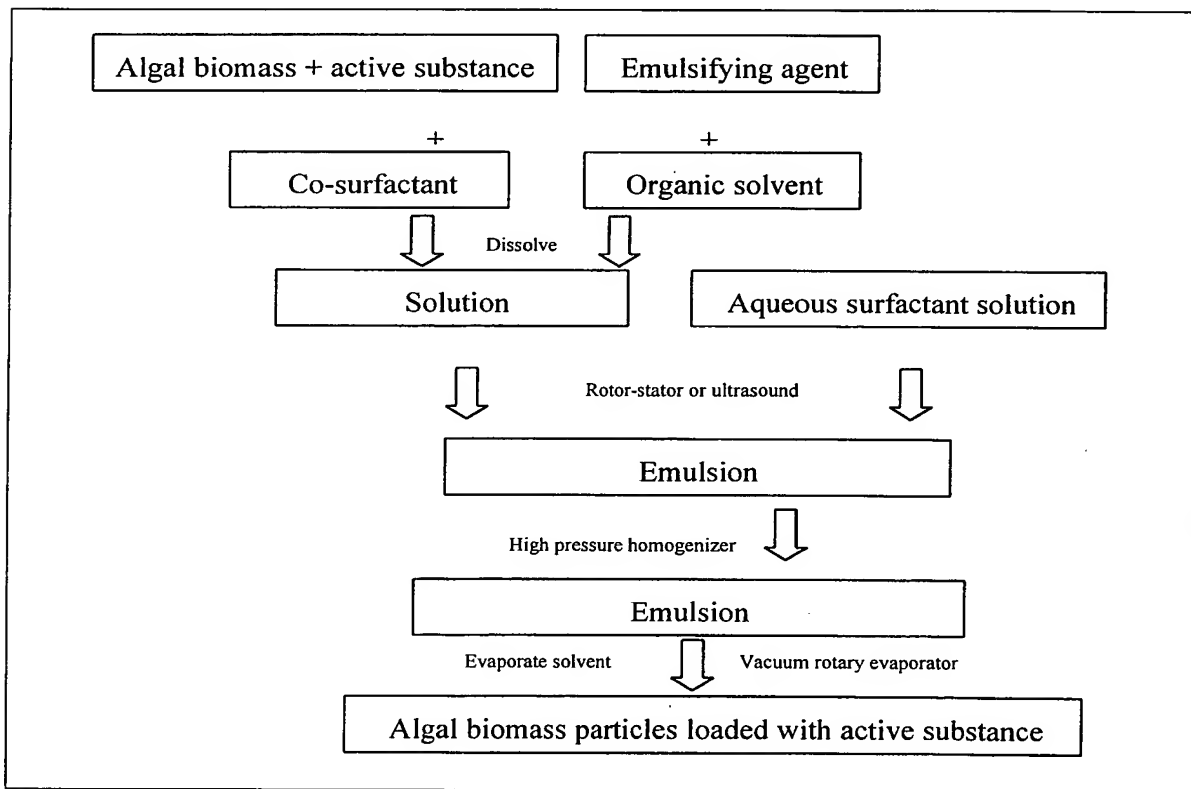 Algal biomass + active substance
Emulsifying agent
+
+
Co-surfactant
Organic solvent
Dissolve
Solution
Aqueous surfactant solution
Rotor-stator or ultrasound
Emulsion
High pressure homogenizer
Emulsion
Evaporate solvent
Vacuum rotary evaporator
Algal biomass particles loaded with active substance